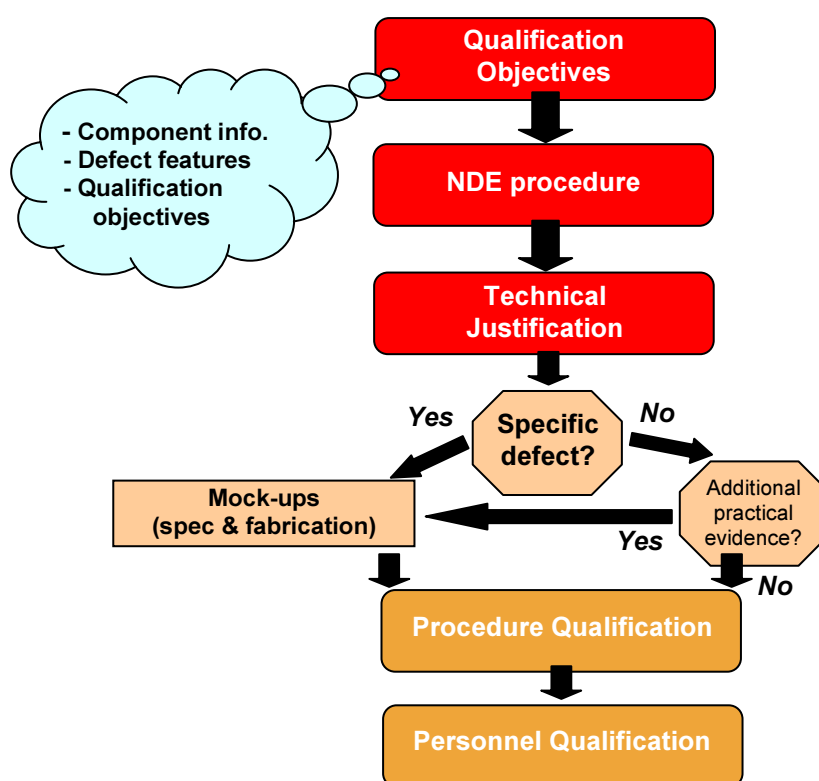 Qualification
Objectives
- Component info.
- Defect features
- Qualification
objectives
NDE procedure
Technical
Justification
Yes
No
Specific
defect?
Additional
practical
evidence?
Mock-ups
(spec & fabrication)
Yes
No
Procedure Qualification
Personnel Qualification